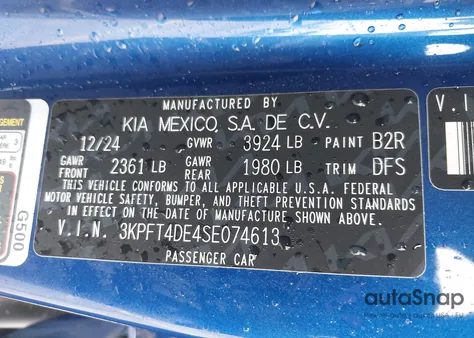 MANUFACTURED BY
KIA MEXICO, S.A. DE C.V.
12/24 GVWR 3924 LB PAINT B2R
GAWR FRONT 2361 LB GAWR REAR 1980 LB TRIM DFS
THIS VEHICLE CONFORMS TO ALL APPLICABLE U.S.A. FEDERAL
MOTOR VEHICLE SAFETY, BUMPER, AND THEFT PREVENTION STANDARDS
IN EFFECT ON THE DATE OF MANUFACTURE SHOWN ABOVE.
V.I.N. 3KPFT4DE4SE074613
PASSENGER CAR
G500
V.I
autoSnap